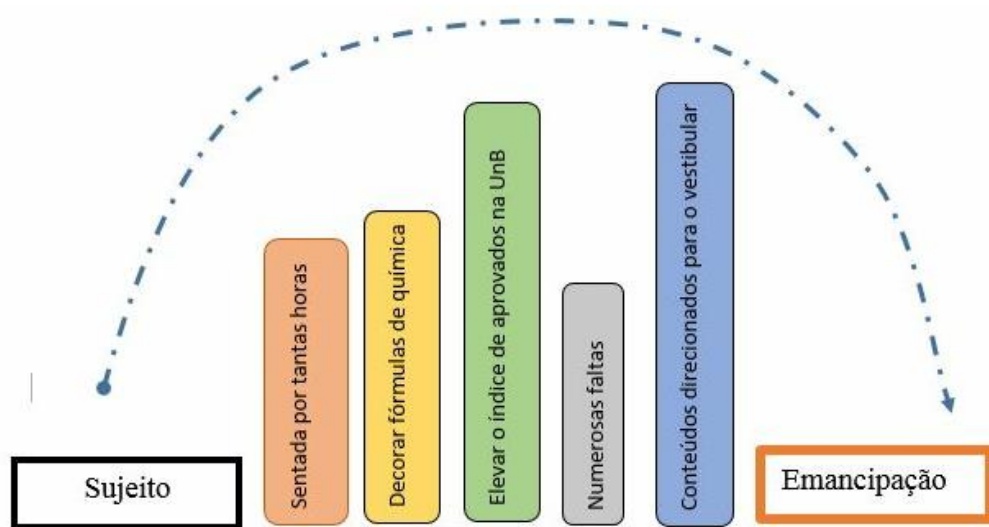 Sentada por tantas horas
Decorar fórmulas de química
Elevar o índice de aprovados na UnB
Numerosas faltas
Conteúdos direcionados para o vestibular
Sujeito
Emancipação